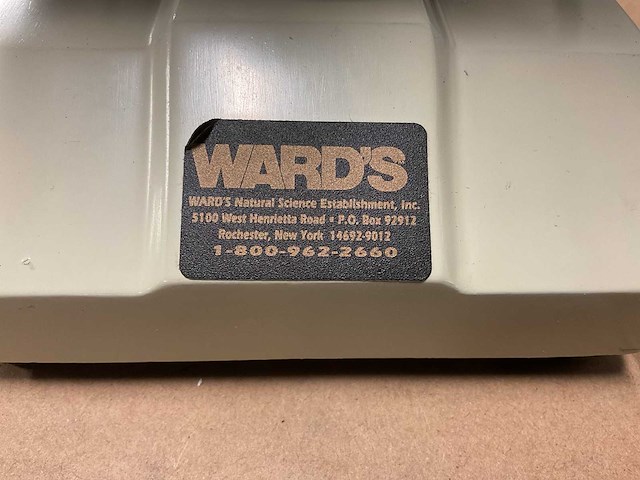 WARD'S
WARD'S Natural Science Establishment, Inc.
5100 West Henrietta Road • P.O. Box 92912
Rochester, New York 14692-9012
1-800-962-2660